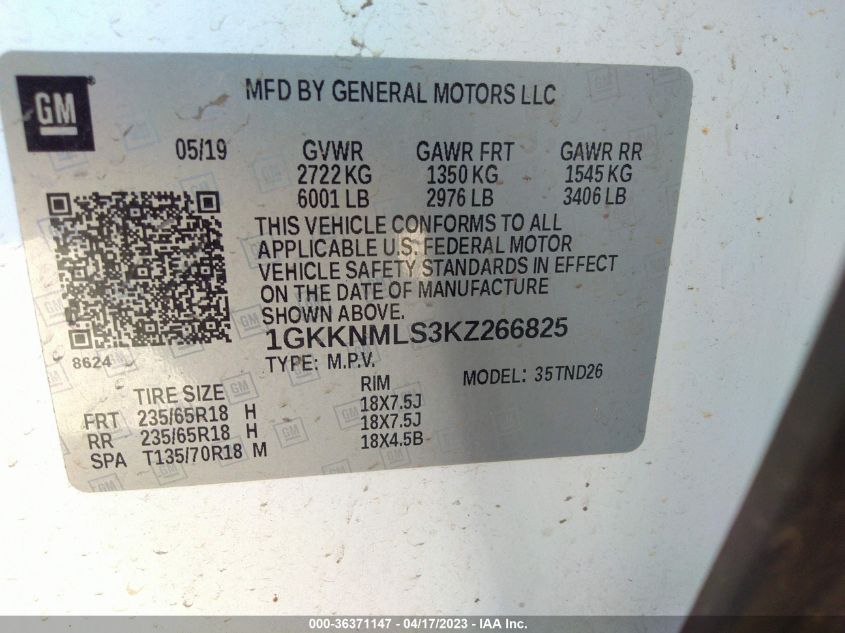 GM
MFD BY GENERAL MOTORS LLC
05/19 GVWR GAWR FRT GAWR RR
2722 KG 1350 KG 1545 KG
6001 LB 2976 LB 3406 LB
THIS VEHICLE CONFORMS TO ALL
APPLICABLE U.S. FEDERAL MOTOR
VEHICLE SAFETY STANDARDS IN EFFECT
ON THE DATE OF MANUFACTURE
SHOWN ABOVE.
1GKKNMLS3KZ266825
8624
TYPE: M.P.V. MODEL: 35TND26
TIRE SIZE RIM
FRT 235/65R18 H 18X7.5J
RR 235/65R18 H 18X7.5J
SPA T135/70R18 M 18X4.5B
000-36371147 - 04/17/2023 - IAA Inc.